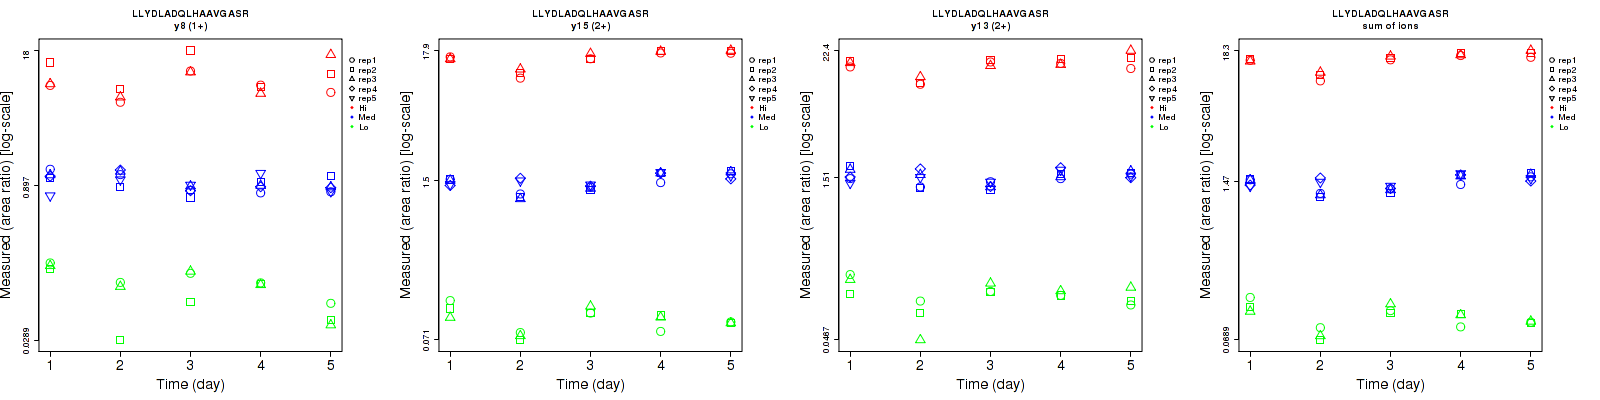 LLYDLADQLHAAVGASR
y8 (1+)
Measured (area ratio) [log-scale]
18
0.897
0.0289
1 2 3 4 5
Time (day)
rep1
rep2
rep3
rep4
rep5
Hi
Med
Lo
LLYDLADQLHAAVGASR
y15 (2+)
Measured (area ratio) [log-scale]
17.9
1.5
0.071
1 2 3 4 5
Time (day)
rep1
rep2
rep3
rep4
rep5
Hi
Med
Lo
LLYDLADQLHAAVGASR
y13 (2+)
Measured (area ratio) [log-scale]
22.4
1.51
0.0467
1 2 3 4 5
Time (day)
rep1
rep2
rep3
rep4
rep5
Hi
Med
Lo
LLYDLADQLHAAVGASR
sum of ions
Measured (area ratio) [log-scale]
18.3
1.47
0.0689
1 2 3 4 5
Time (day)
rep1
rep2
rep3
rep4
rep5
Hi
Med
Lo